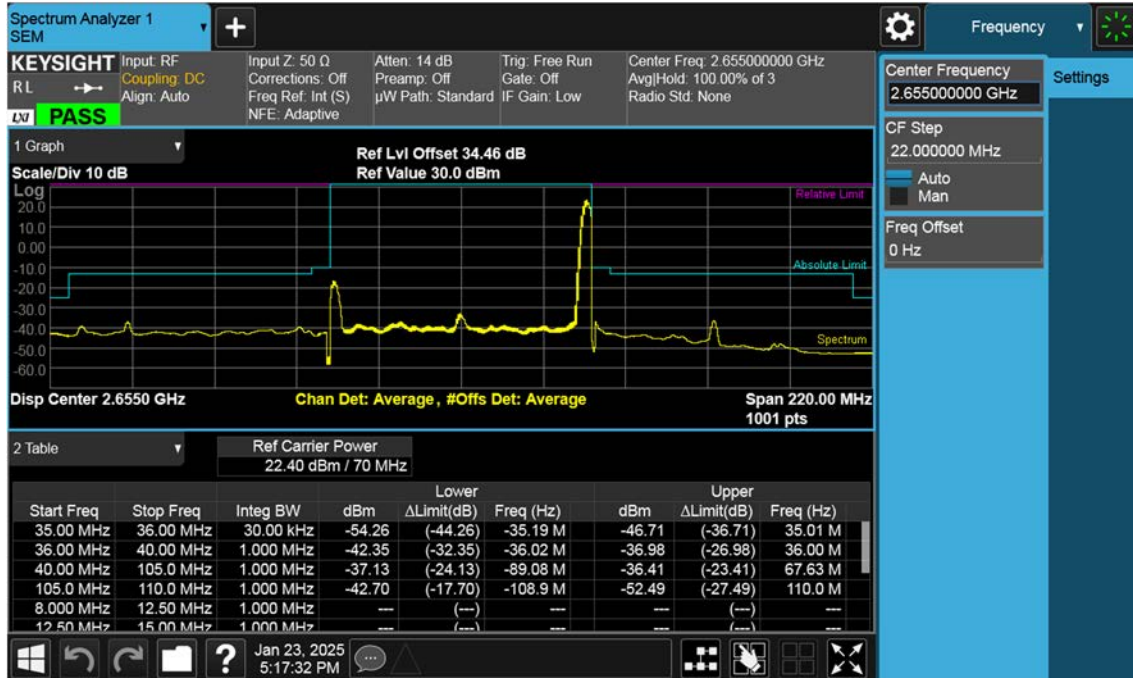 Spectrum Analyzer 1
SEM
Frequency
KEYSIGHT
R L
LXI
PASS
Input: RF
Coupling: DC
Align: Auto
Input Z: 50 Ω
Corrections: Off
Freq Ref: Int (S)
NFE: Adaptive
Atten: 14 dB
Preamp: Off
µW Path: Standard
Trig: Free Run
Gate: Off
IF Gain: Low
Center Freq: 2.655000000 GHz
Avg|Hold: 100.00% of 3
Radio Std: None
Center Frequency
2.655000000 GHz
Settings
CF Step
22.000000 MHz
Auto
Man
Freq Offset
0 Hz
1 Graph
Scale/Div 10 dB
Ref Lvl Offset 34.46 dB
Ref Value 30.0 dBm
Log
20.0
10.0
0.00
-10.0
-20.0
-30.0
-40.0
-50.0
-60.0
Relative Limit
Absolute Limit
Spectrum
Disp Center 2.6550 GHz
Chan Det: Average , #Offs Det: Average
Span 220.00 MHz
1001 pts
2 Table
Ref Carrier Power
22.40 dBm / 70 MHz
Lower Upper
Start Freq Stop Freq Integ BW dBm ΔLimit(dB) Freq (Hz) dBm ΔLimit(dB) Freq (Hz)
35.00 MHz 36.00 MHz 30.00 kHz -54.26 (-44.26) -35.19 M -46.71 (-36.71) 35.01 M
36.00 MHz 40.00 MHz 1.000 MHz -42.35 (-32.35) -36.02 M -36.98 (-26.98) 36.00 M
40.00 MHz 105.0 MHz 1.000 MHz -37.13 (-24.13) -89.08 M -36.41 (-23.41) 67.63 M
105.0 MHz 110.0 MHz 1.000 MHz -42.70 (-17.70) -108.9 M -52.49 (-27.49) 110.0 M
8.000 MHz 12.50 MHz 1.000 MHz --- (---) --- --- (---) ---
12.50 MHz 15.00 MHz 1.000 MHz --- (---) --- --- (---) ---
?
Jan 23, 2025
5:17:32 PM